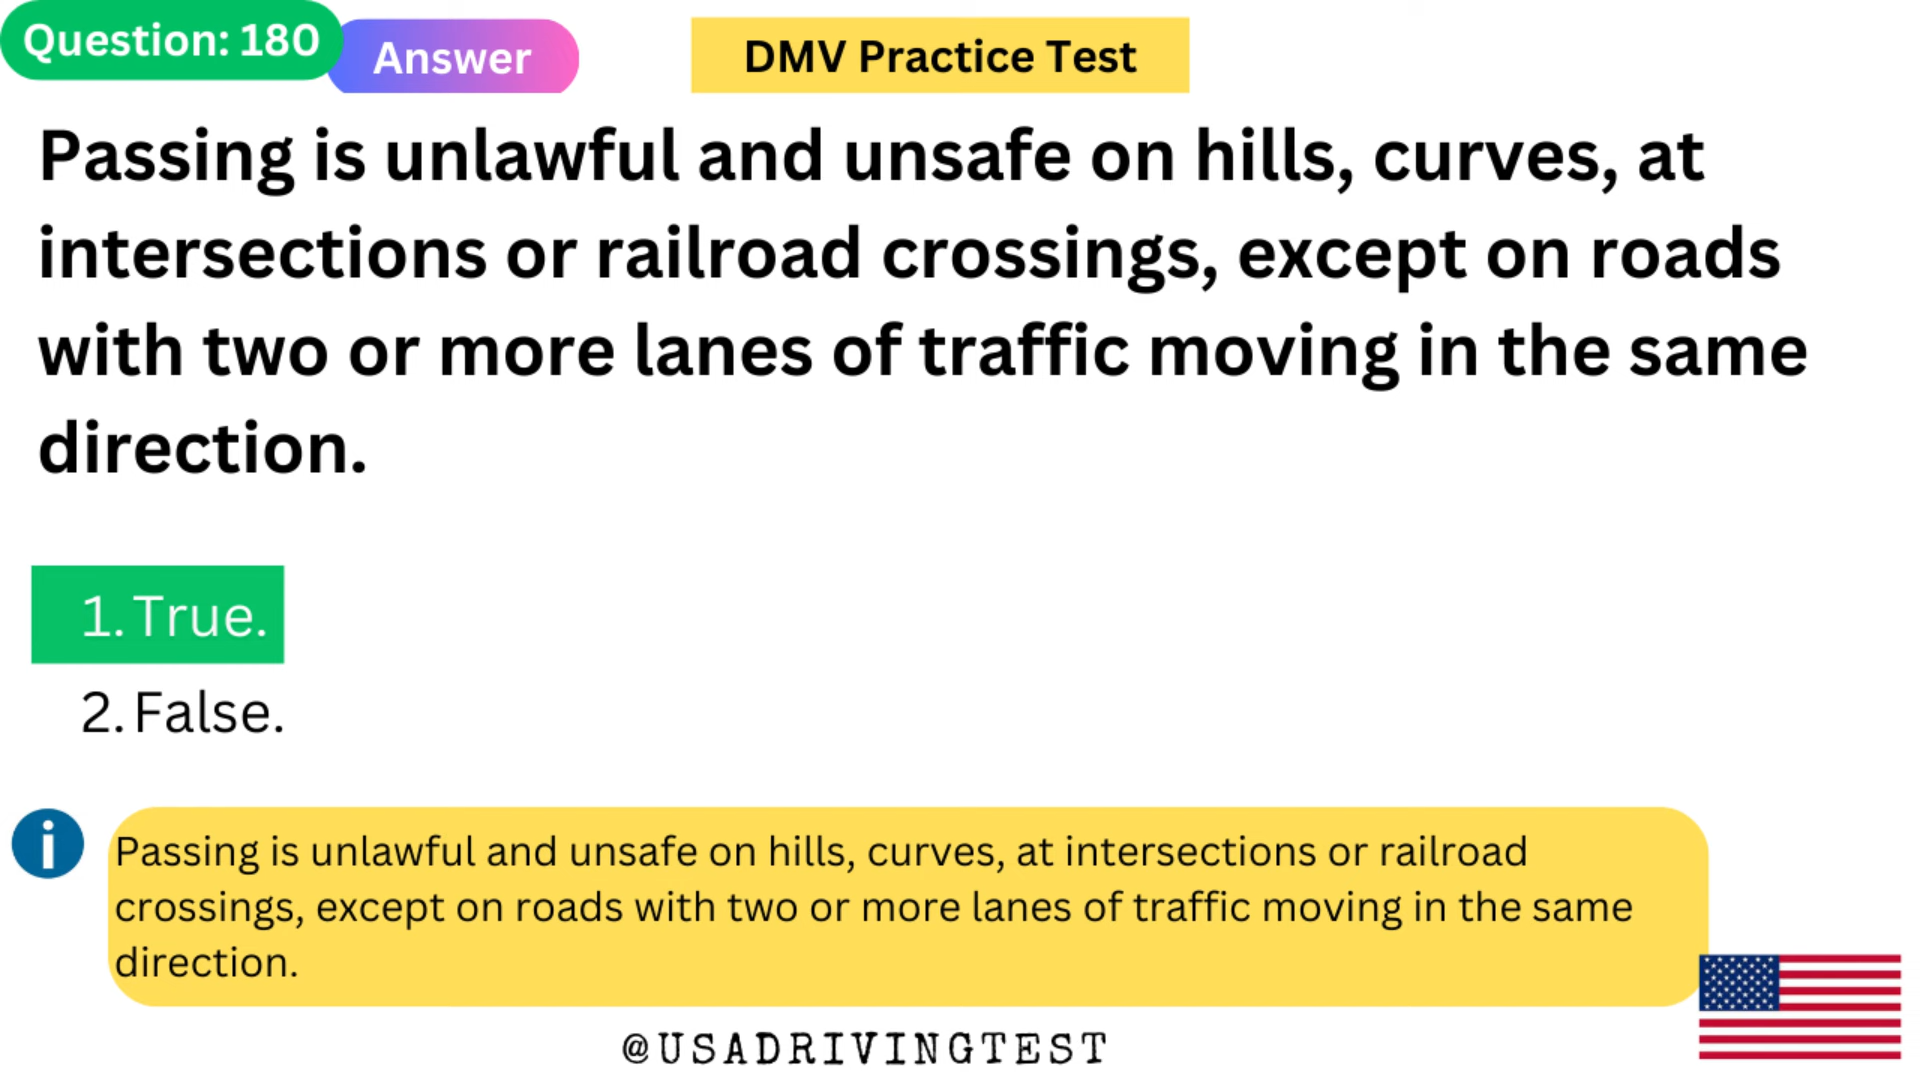 Question: 180
Answer
DMV Practice Test
Passing is unlawful and unsafe on hills, curves, at
intersections or railroad crossings, except on roads
with two or more lanes of traffic moving in the same
direction.
1. True.
2. False.
i
Passing is unlawful and unsafe on hills, curves, at intersections or railroad
crossings, except on roads with two or more lanes of traffic moving in the same
direction.
@USADRIVINGTEST